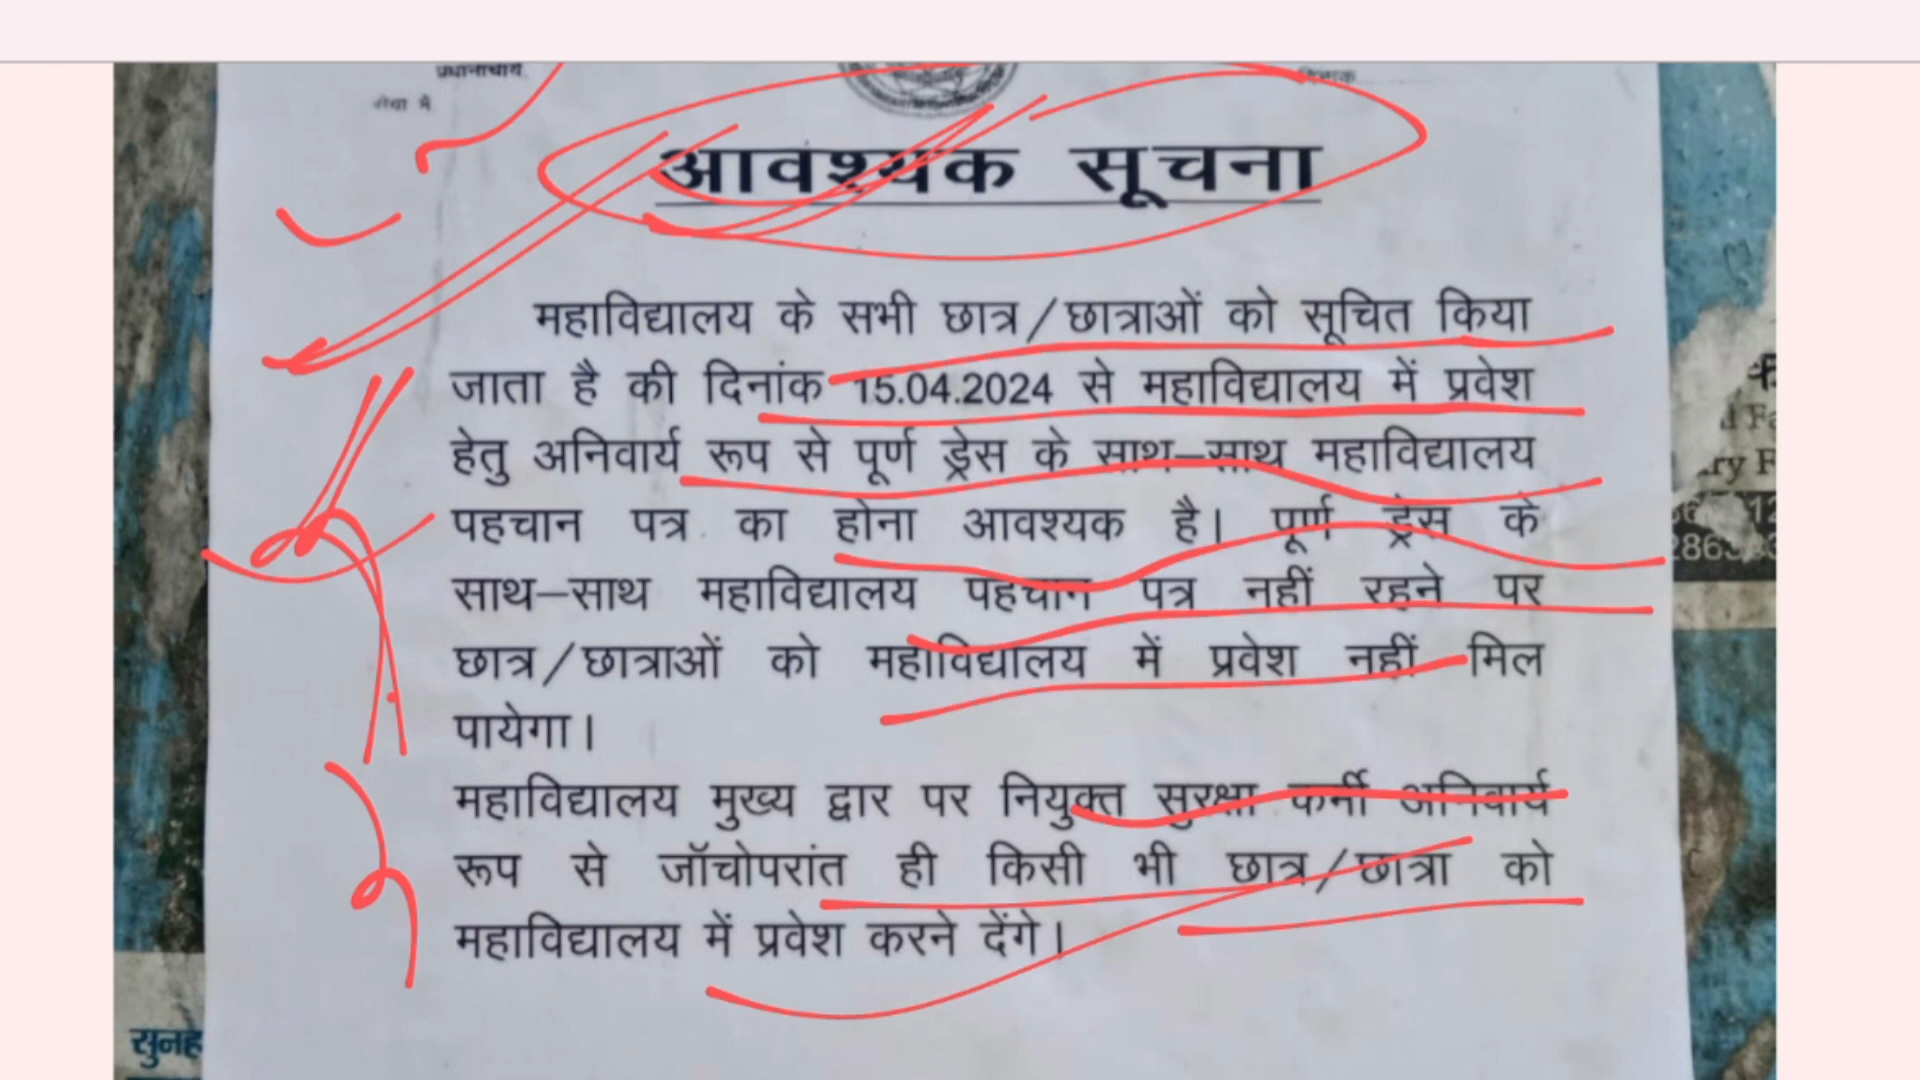 प्रधानाचार्य,
सेवा में
दिनांक
आवश्यक सूचना
महाविद्यालय के सभी छात्र/छात्राओं को सूचित किया
जाता है की दिनांक 15.04.2024 से महाविद्यालय में प्रवेश
हेतु अनिवार्य रूप से पूर्ण ड्रेस के साथ–साथ महाविद्यालय
पहचान पत्र का होना आवश्यक है। पूर्ण ड्रेस के
साथ–साथ महाविद्यालय पहचान पत्र नहीं रहने पर
छात्र/छात्राओं को महाविद्यालय में प्रवेश नहीं मिल
पायेगा।
महाविद्यालय मुख्य द्वार पर नियुक्त सुरक्षा कर्मी अनिवार्य
रूप से जॉचोपरांत ही किसी भी छात्र/छात्रा को
महाविद्यालय में प्रवेश करने देंगे।
सुनह